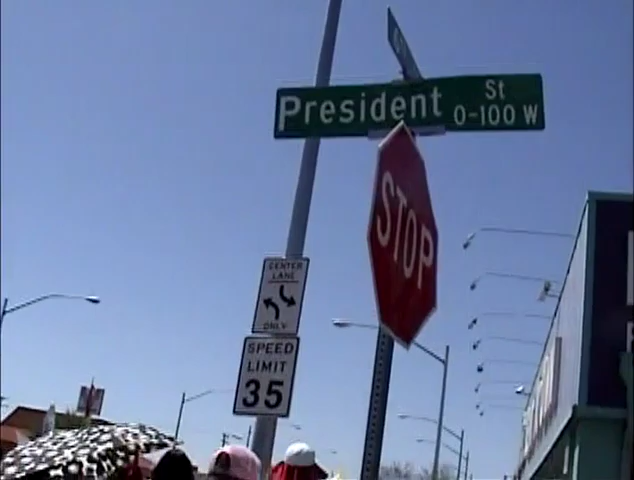 President St
0-100 W
STOP
CENTER
LANE
ONLY
SPEED
LIMIT
35